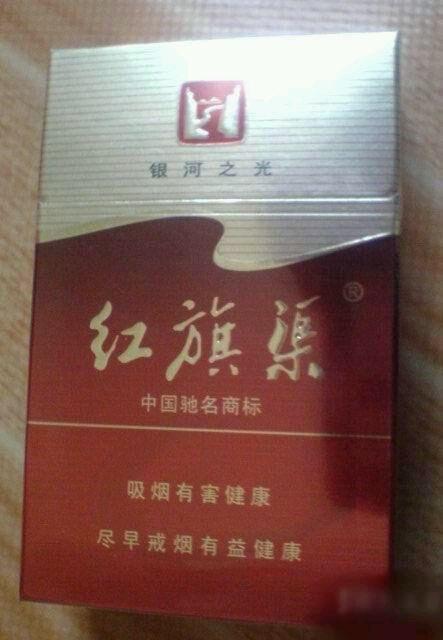 银河之光
红旗渠®
中国驰名商标
吸烟有害健康
尽早戒烟有益健康